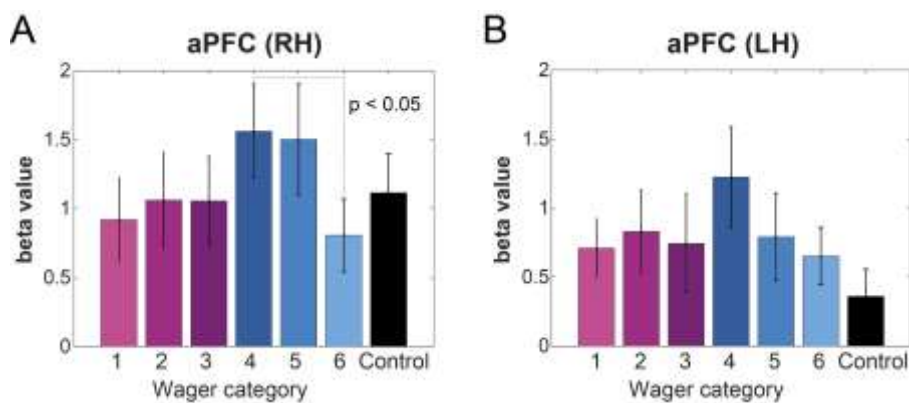 A
aPFC (RH)
beta value
2
1.5
1
0.5
0
p < 0.05
1 2 3 4 5 6 Control
Wager category
B
aPFC (LH)
beta value
2
1.5
1
0.5
0
1 2 3 4 5 6 Control
Wager category